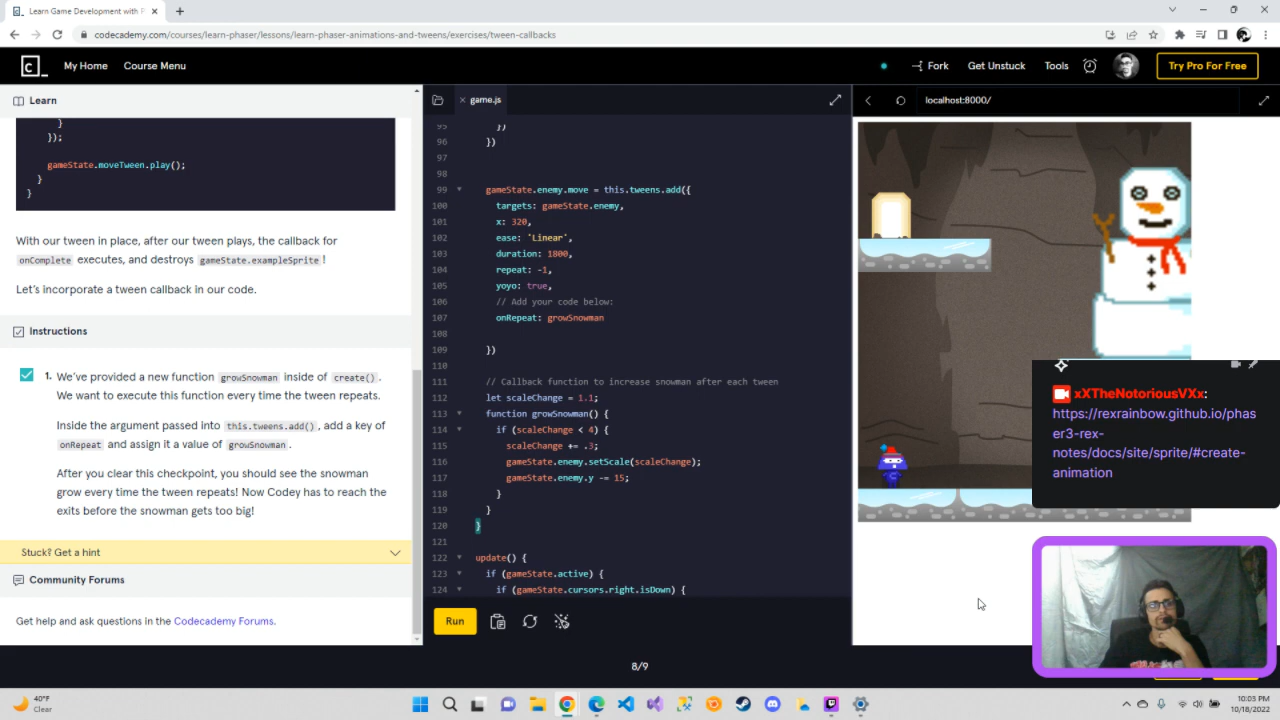 Learn Game Development with P
codecademy.com/courses/learn-phaser/lessons/learn-phaser-animations-and-tweens/exercises/tween-callbacks
My Home
Course Menu
Fork
Get Unstuck
Tools
Try Pro For Free
Learn
}
});
gameState.moveTween.play();
}
}
With our tween in place, after our tween plays, the callback for
onComplete executes, and destroys gameState.exampleSprite !
Let's incorporate a tween callback in our code.
Instructions
1. We've provided a new function growSnowman inside of create().
We want to execute this function every time the tween repeats.
Inside the argument passed into this.tweens.add(), add a key of
onRepeat and assign it a value of growSnowman.
After you clear this checkpoint, you should see the snowman
grow every time the tween repeats! Now Codey has to reach the
exits before the snowman gets too big!
Stuck? Get a hint
Community Forums
Get help and ask questions in the Codecademy Forums.
game.js
95 })
96 })
97
98
99 gameState.enemy.move = this.tweens.add({
100 targets: gameState.enemy,
101 x: 320,
102 ease: 'Linear',
103 duration: 1800,
104 repeat: -1,
105 yoyo: true,
106 // Add your code below:
107 onRepeat: growSnowman
108
109 })
110
111 // Callback function to increase snowman after each tween
112 let scaleChange = 1.1;
113 function growSnowman() {
114 if (scaleChange < 4) {
115 scaleChange += .3;
116 gameState.enemy.setScale(scaleChange);
117 gameState.enemy.y -= 15;
118 }
119 }
120 }
121
122 update() {
123 if (gameState.active) {
124 if (gameState.cursors.right.isDown) {
Run
8/9
localhost:8000/
xXTheNotoriousVXx:
https://rexrainbow.github.io/phas
er3-rex-
notes/docs/site/sprite/#create-
animation
40°F
Clear
10:03 PM
10/18/2022